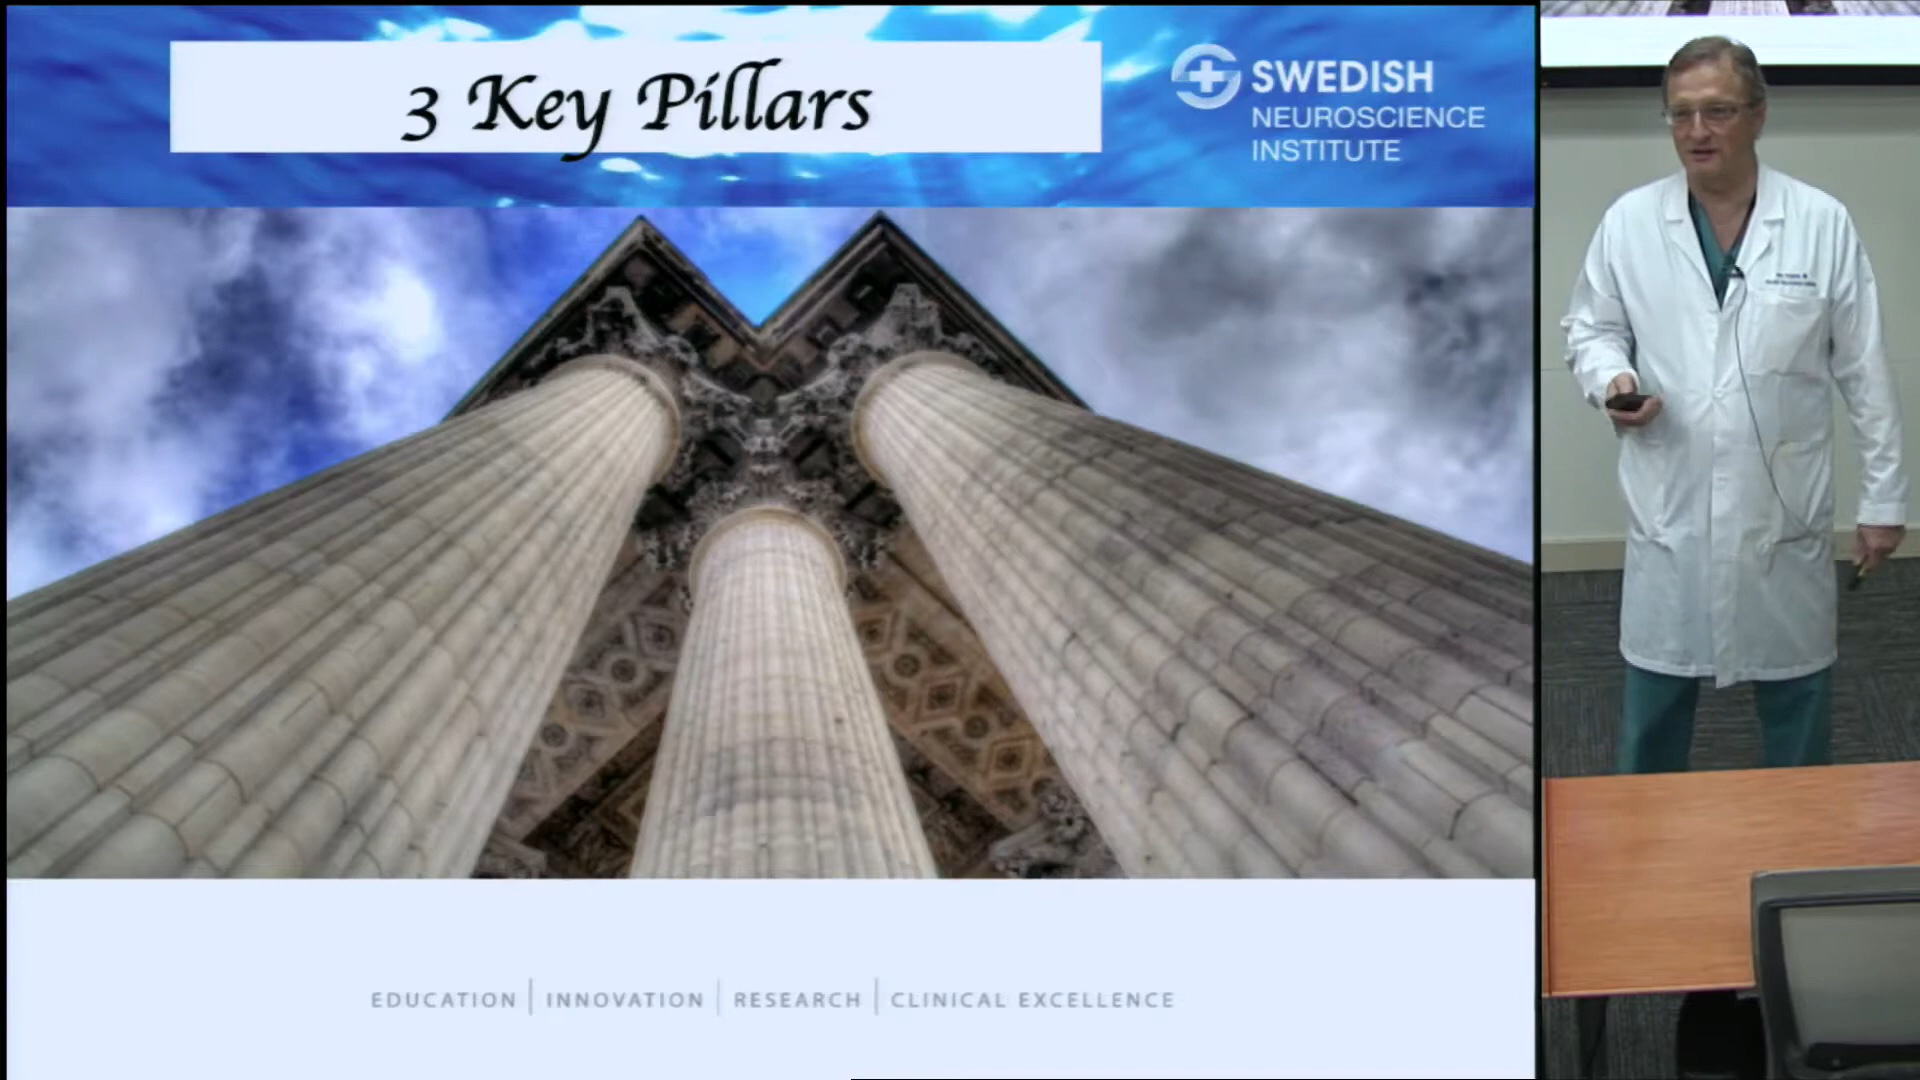 3 Key Pillars
SWEDISH
NEUROSCIENCE
INSTITUTE
EDUCATION | INNOVATION | RESEARCH | CLINICAL EXCELLENCE